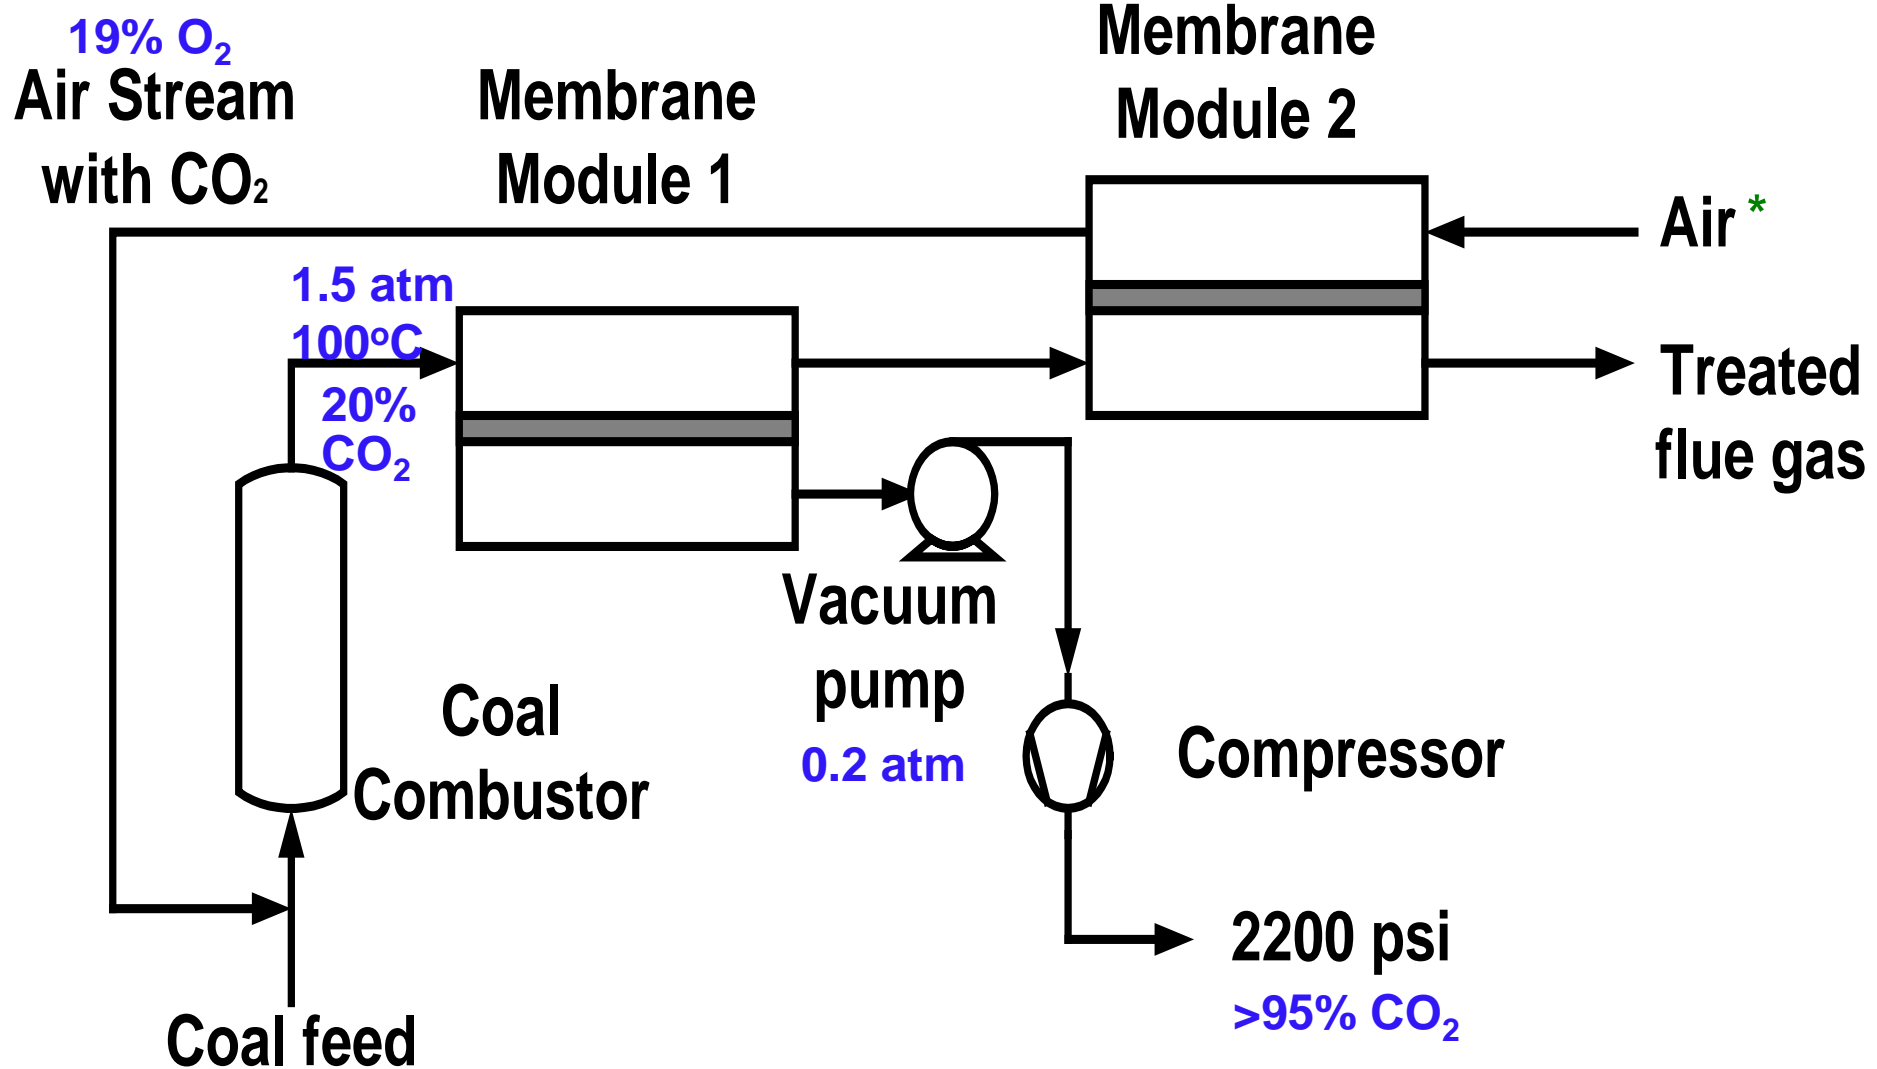 19% O₂
Air Stream
with CO₂
Membrane
Module 1
Membrane
Module 2
Air *
1.5 atm
100°C
20%
CO₂
Treated
flue gas
Vacuum
pump
0.2 atm
Coal
Combustor
Compressor
2200 psi
>95% CO₂
Coal feed